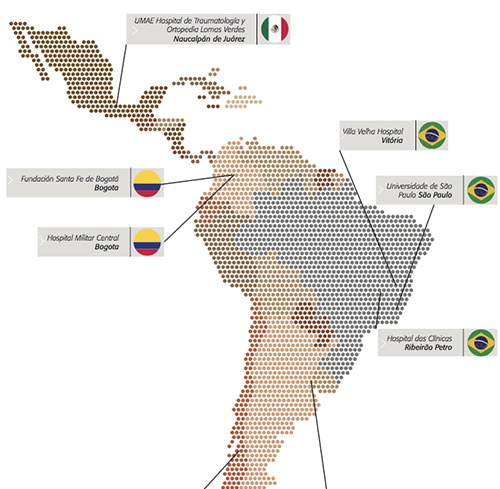 UMAE Hospital de Traumatología y
Ortopedia Lomas Verdes
Naucalpán de Juárez
Villa Velha Hospital
Vitória
Fundación Santa Fe de Bogotá
Bogota
Universidade de São
Paulo São Paulo
Hospital Militar Central
Bogota
Hospital das Clínicas
Ribeirão Petro